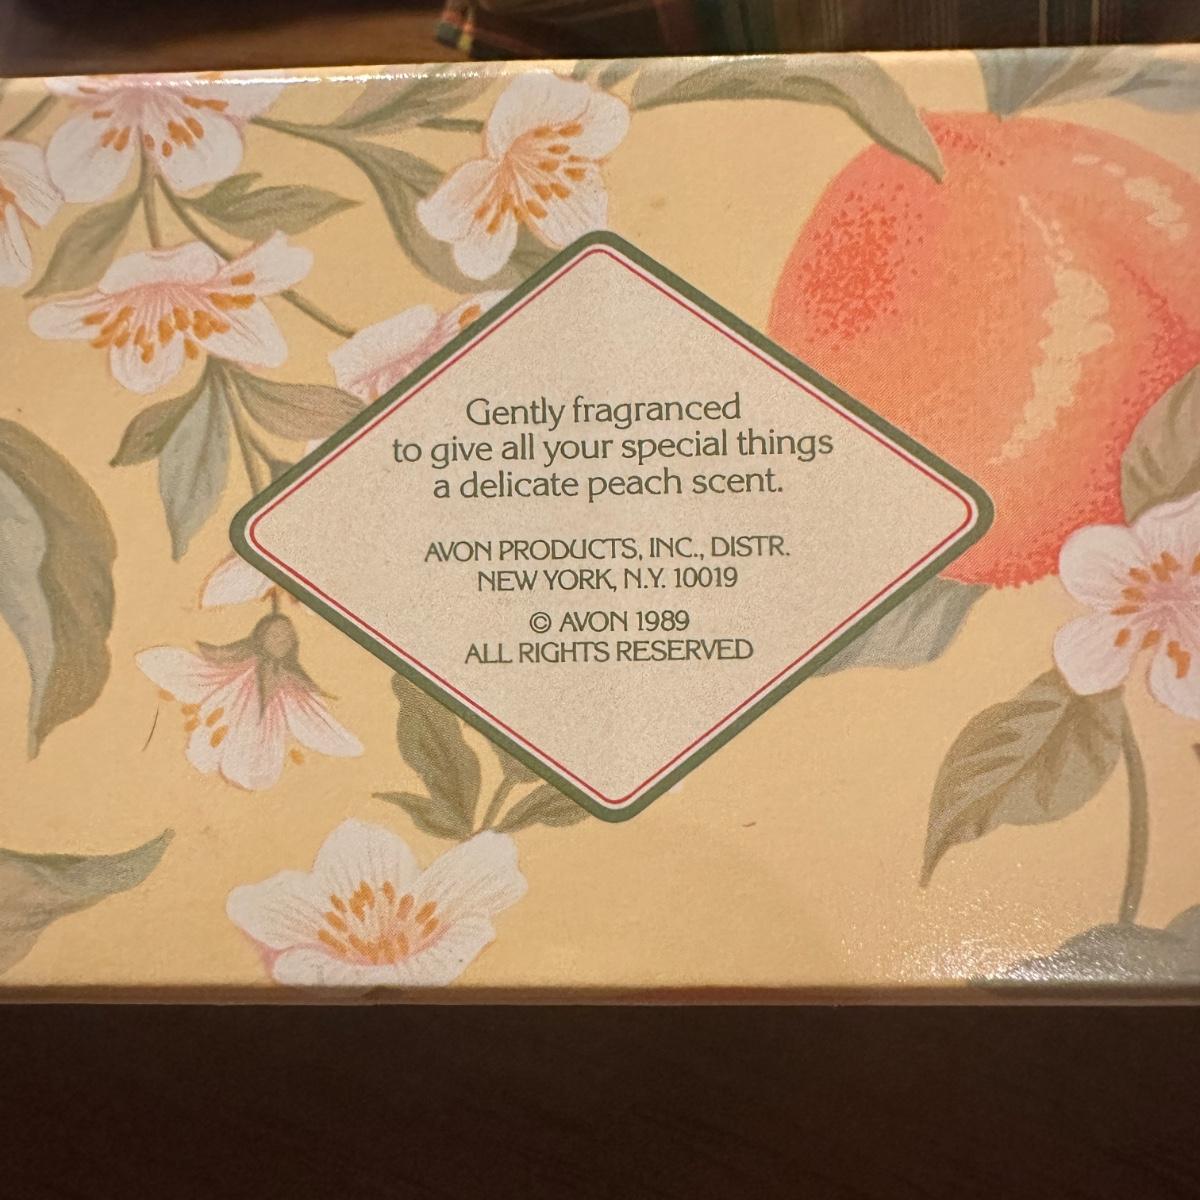 Gently fragranced
to give all your special things
a delicate peach scent.
AVON PRODUCTS, INC., DISTR.
NEW YORK, N.Y. 10019
© AVON 1989
ALL RIGHTS RESERVED